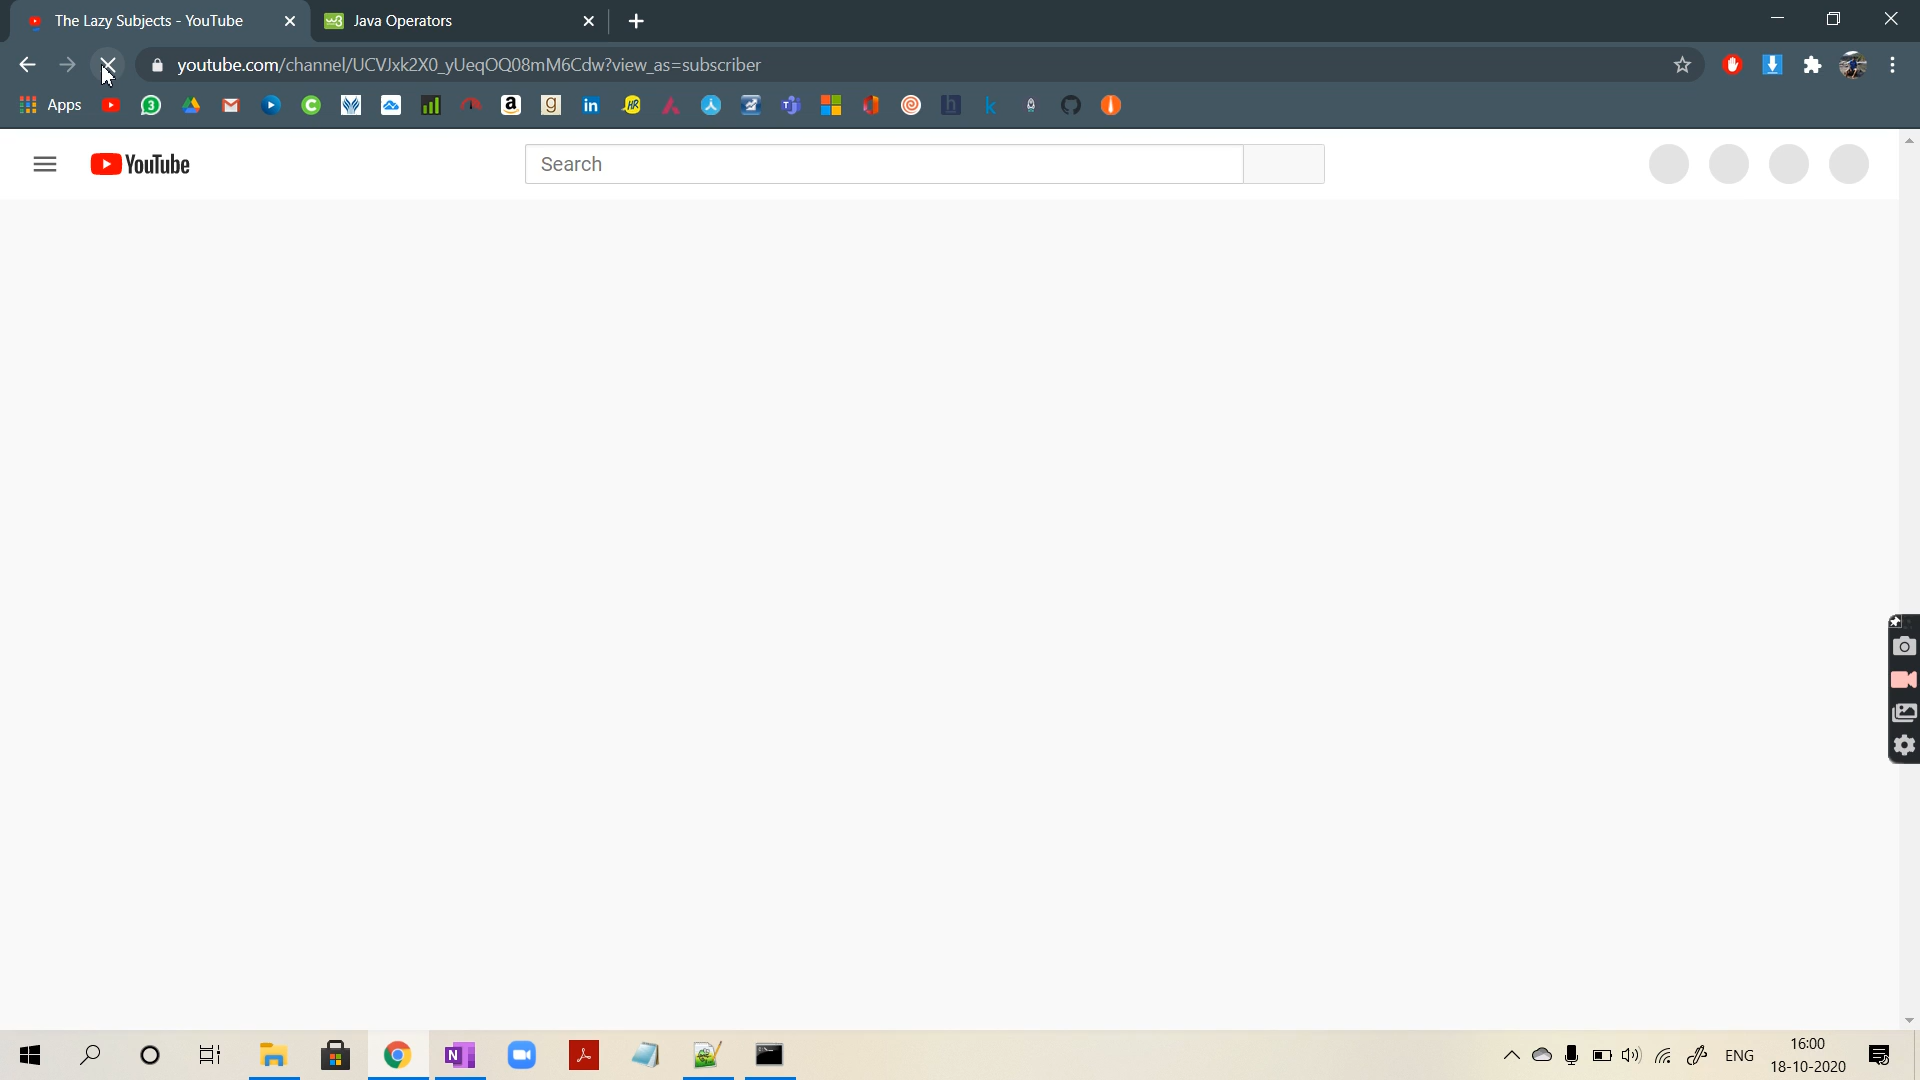 The Lazy Subjects - YouTube
Java Operators
youtube.com/channel/UCVJxk2X0_yUeqOQ08mM6Cdw?view_as=subscriber
Apps
YouTube
Search
ENG
16:00
18-10-2020